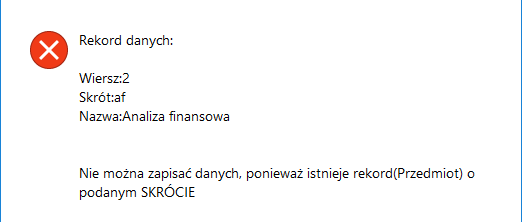 Rekord danych:
Wiersz:2
Skrót:af
Nazwa:Analiza finansowa
Nie można zapisać danych, ponieważ istnieje rekord(Przedmiot) o
podanym SKRÓCIE